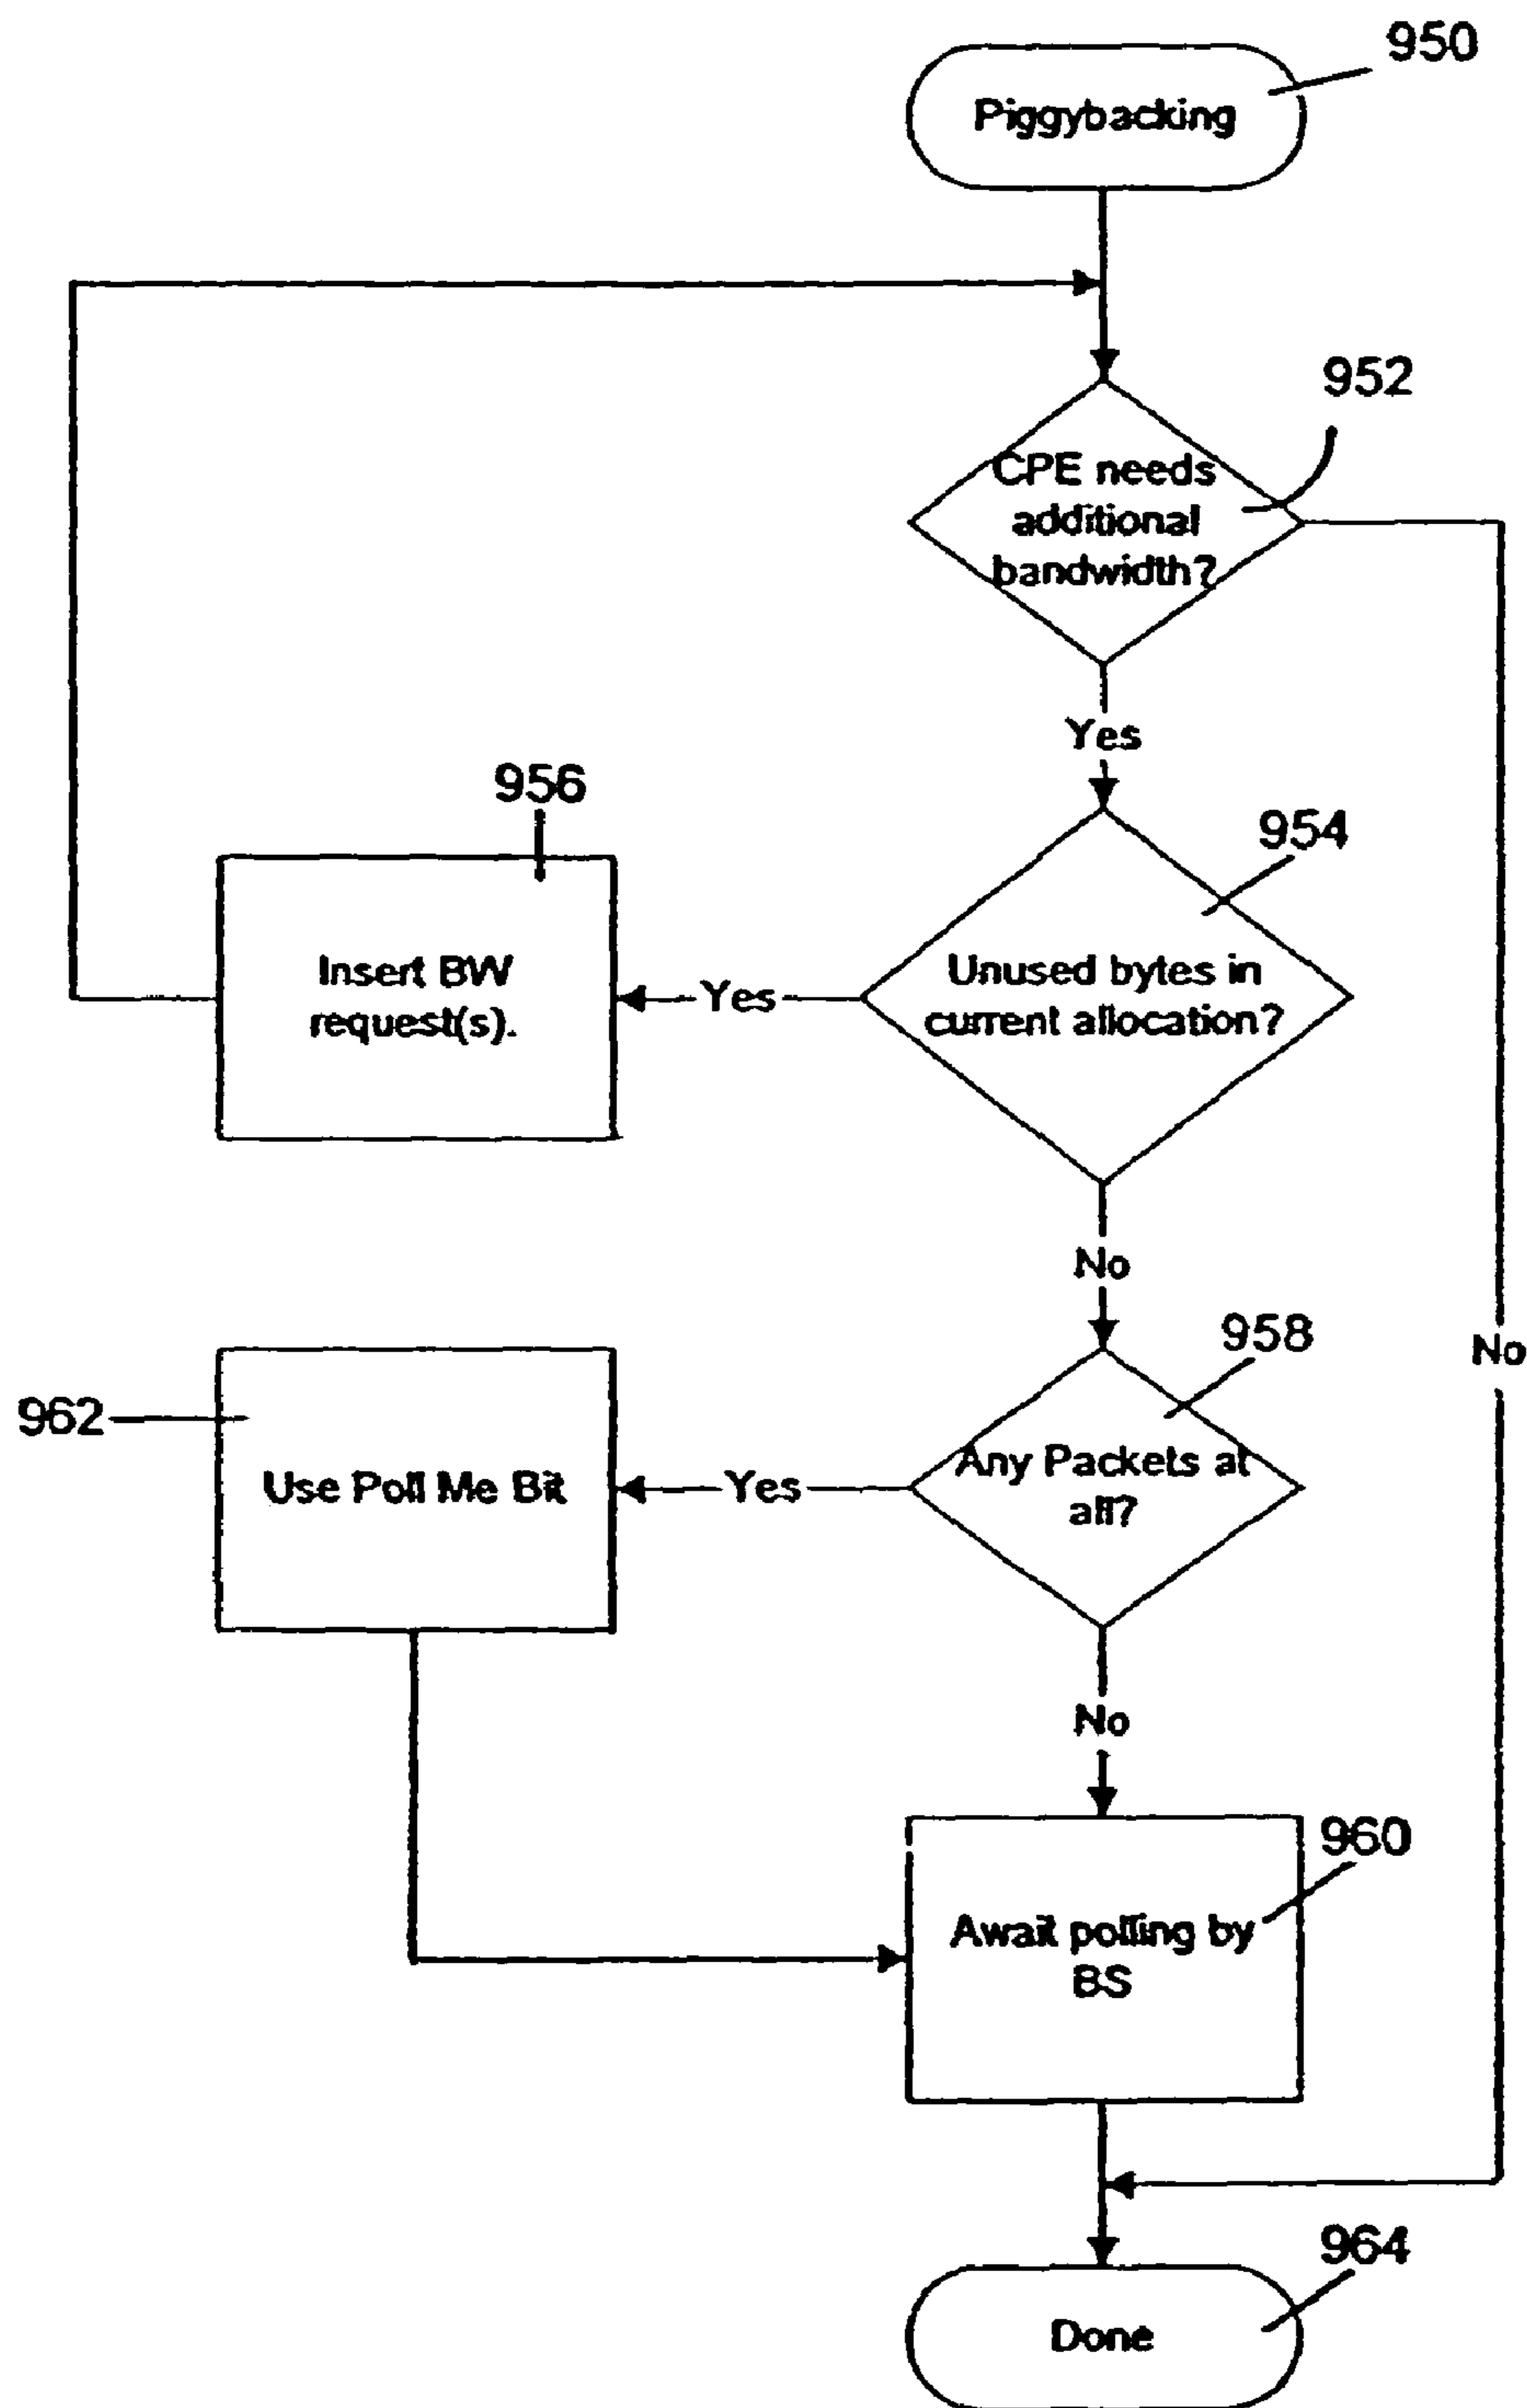 950
Piggybacking
952
CPE needs
additional
bandwidth?
Yes
956
954
Insert BW
request(s).
Yes
Unused bytes in
current allocation?
No
958
No
962
Use Poll Me Bit
Yes
Any Packets at
all?
No
960
Await polling by
BS
964
Done